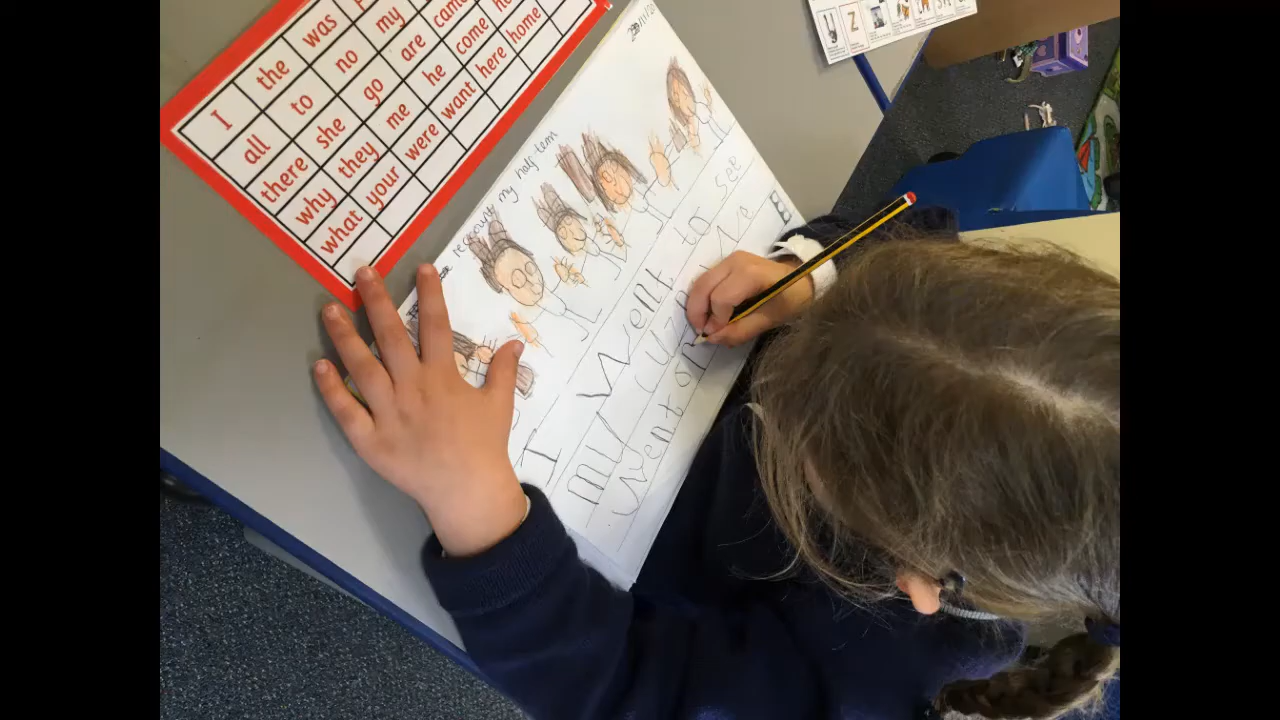 I the was
all to no my
there she go are came
why they me he come
what your were want here home
recount my half term
I went to see
my
went on
Z